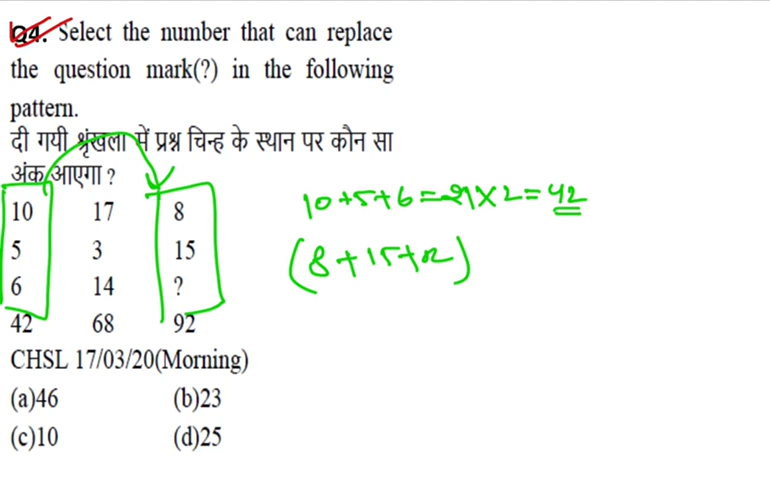 Q4. Select the number that can replace
the question mark(?) in the following
pattern.
दी गयी श्रृंखला में प्रश्न चिन्ह के स्थान पर कौन सा
अंक आएगा ?
10 17 8
5 3 15
6 14 ?
42 68 92
10+5+6=21×2=42
(8+15+x)
CHSL 17/03/20(Morning)
(a)46 (b)23
(c)10 (d)25